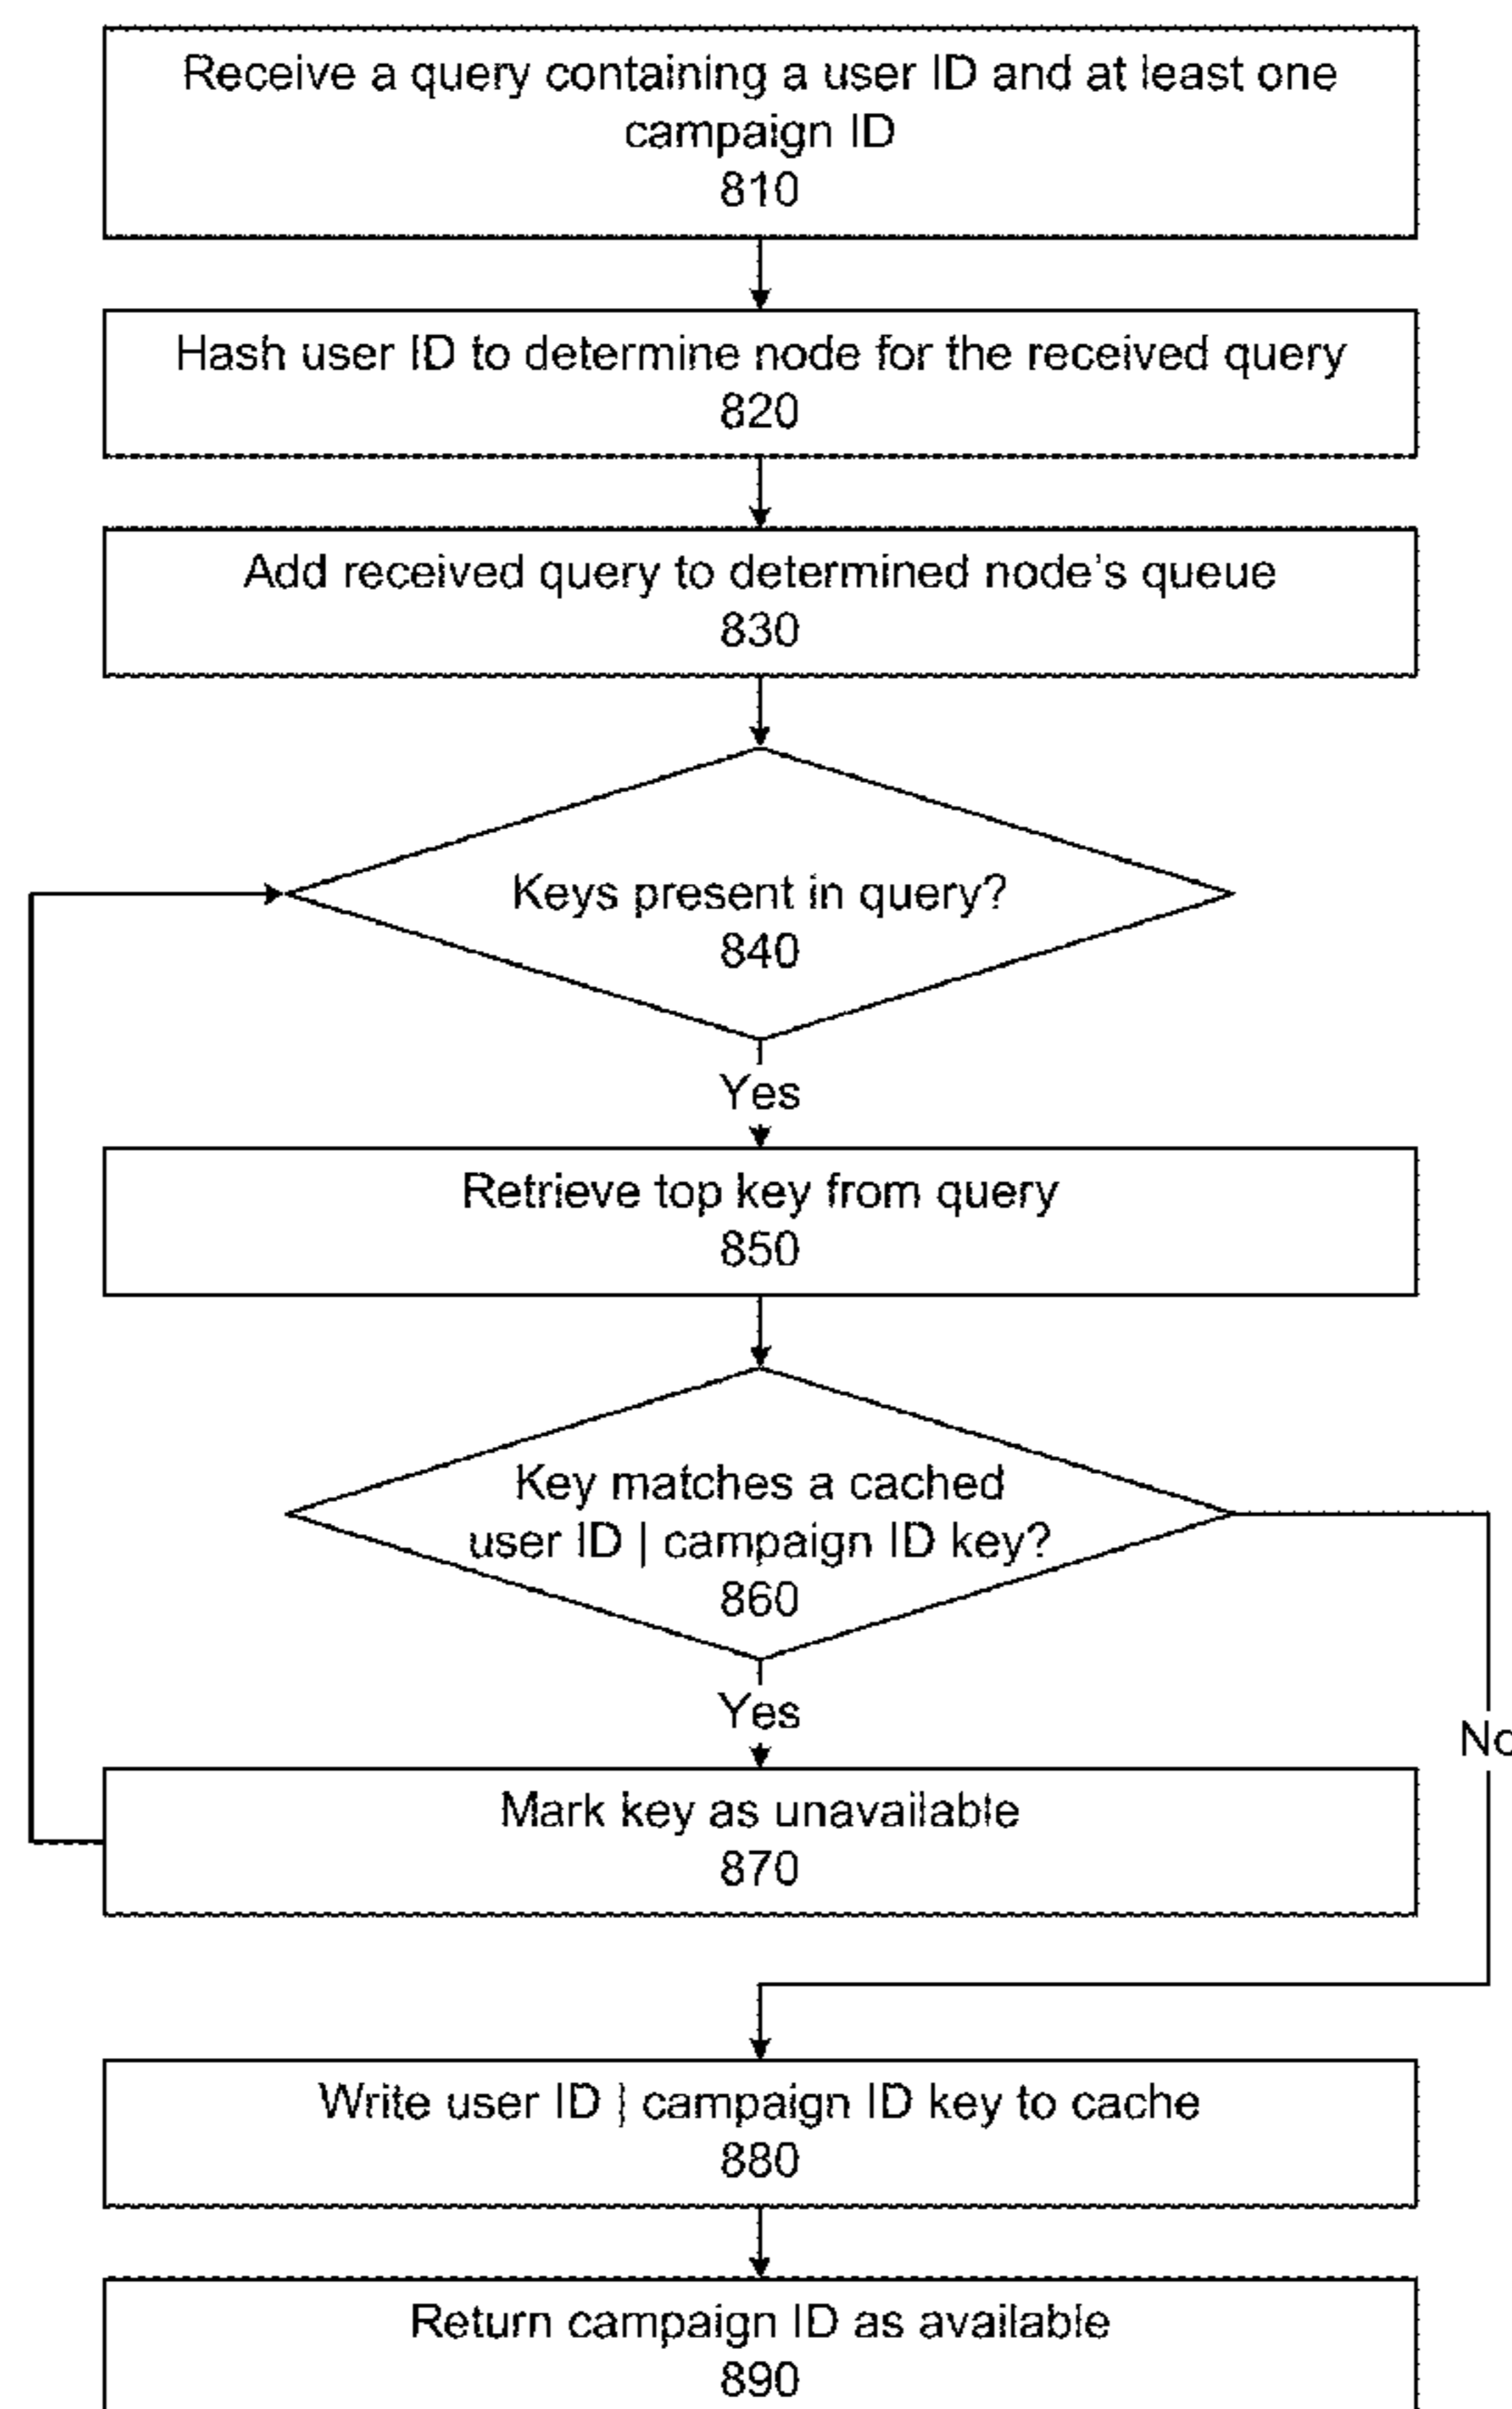 Receive a query containing a user ID and at least one
campaign ID
810
Hash user ID to determine node for the received query
820
Add received query to determined node's queue
830
Keys present in query?
840
Yes
Retrieve top key from query
850
Key matches a cached
user ID | campaign ID key?
860
Yes
No
Mark key as unavailable
870
Write user ID | campaign ID key to cache
880
Return campaign ID as available
890